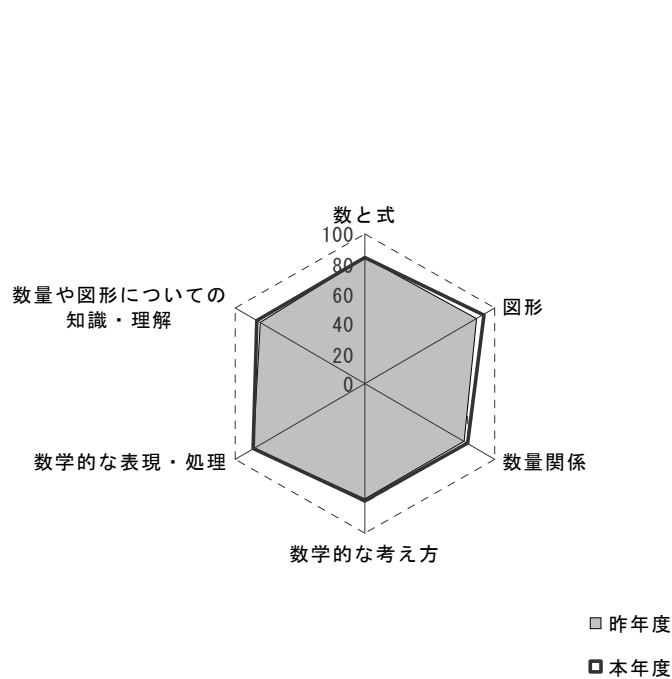 数と式
100
80
60
40
20
0
図形
数量関係
数学的な考え方
数学的な表現・処理
数量や図形についての
知識・理解
昨年度
本年度